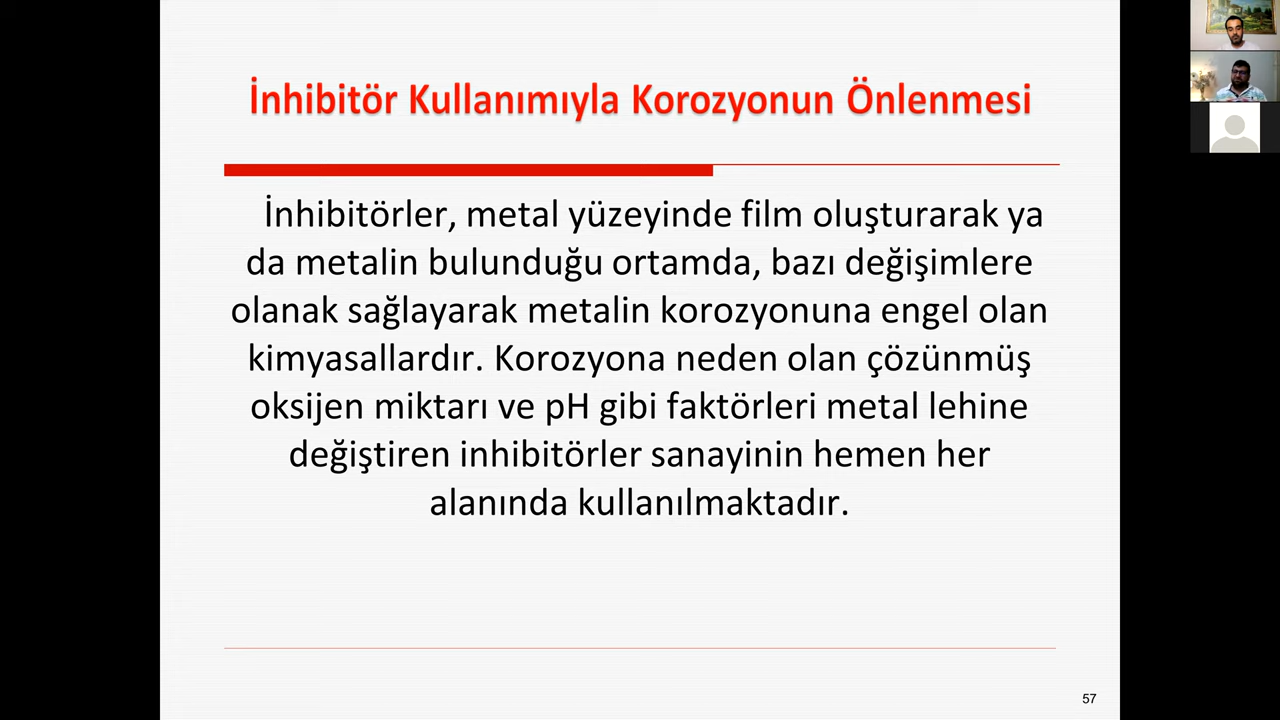 İnhibitör Kullanımıyla Korozyonun Önlenmesi
İnhibitörler, metal yüzeyinde film oluşturarak ya
da metalin bulunduğu ortamda, bazı değişimlere
olanak sağlayarak metalin korozyonuna engel olan
kimyasallardır. Korozyona neden olan çözünmüş
oksijen miktarı ve pH gibi faktörleri metal lehine
değiştiren inhibitörler sanayinin hemen her
alanında kullanılmaktadır.
57